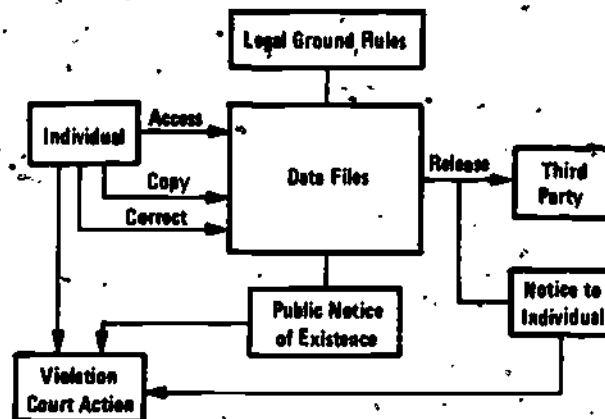 Legal Ground Rules
Individual
Access
Copy
Correct
Data Files
Release
Third
Party
Notice to
Individual
Public Notice
of Existence
Violation
Court Action